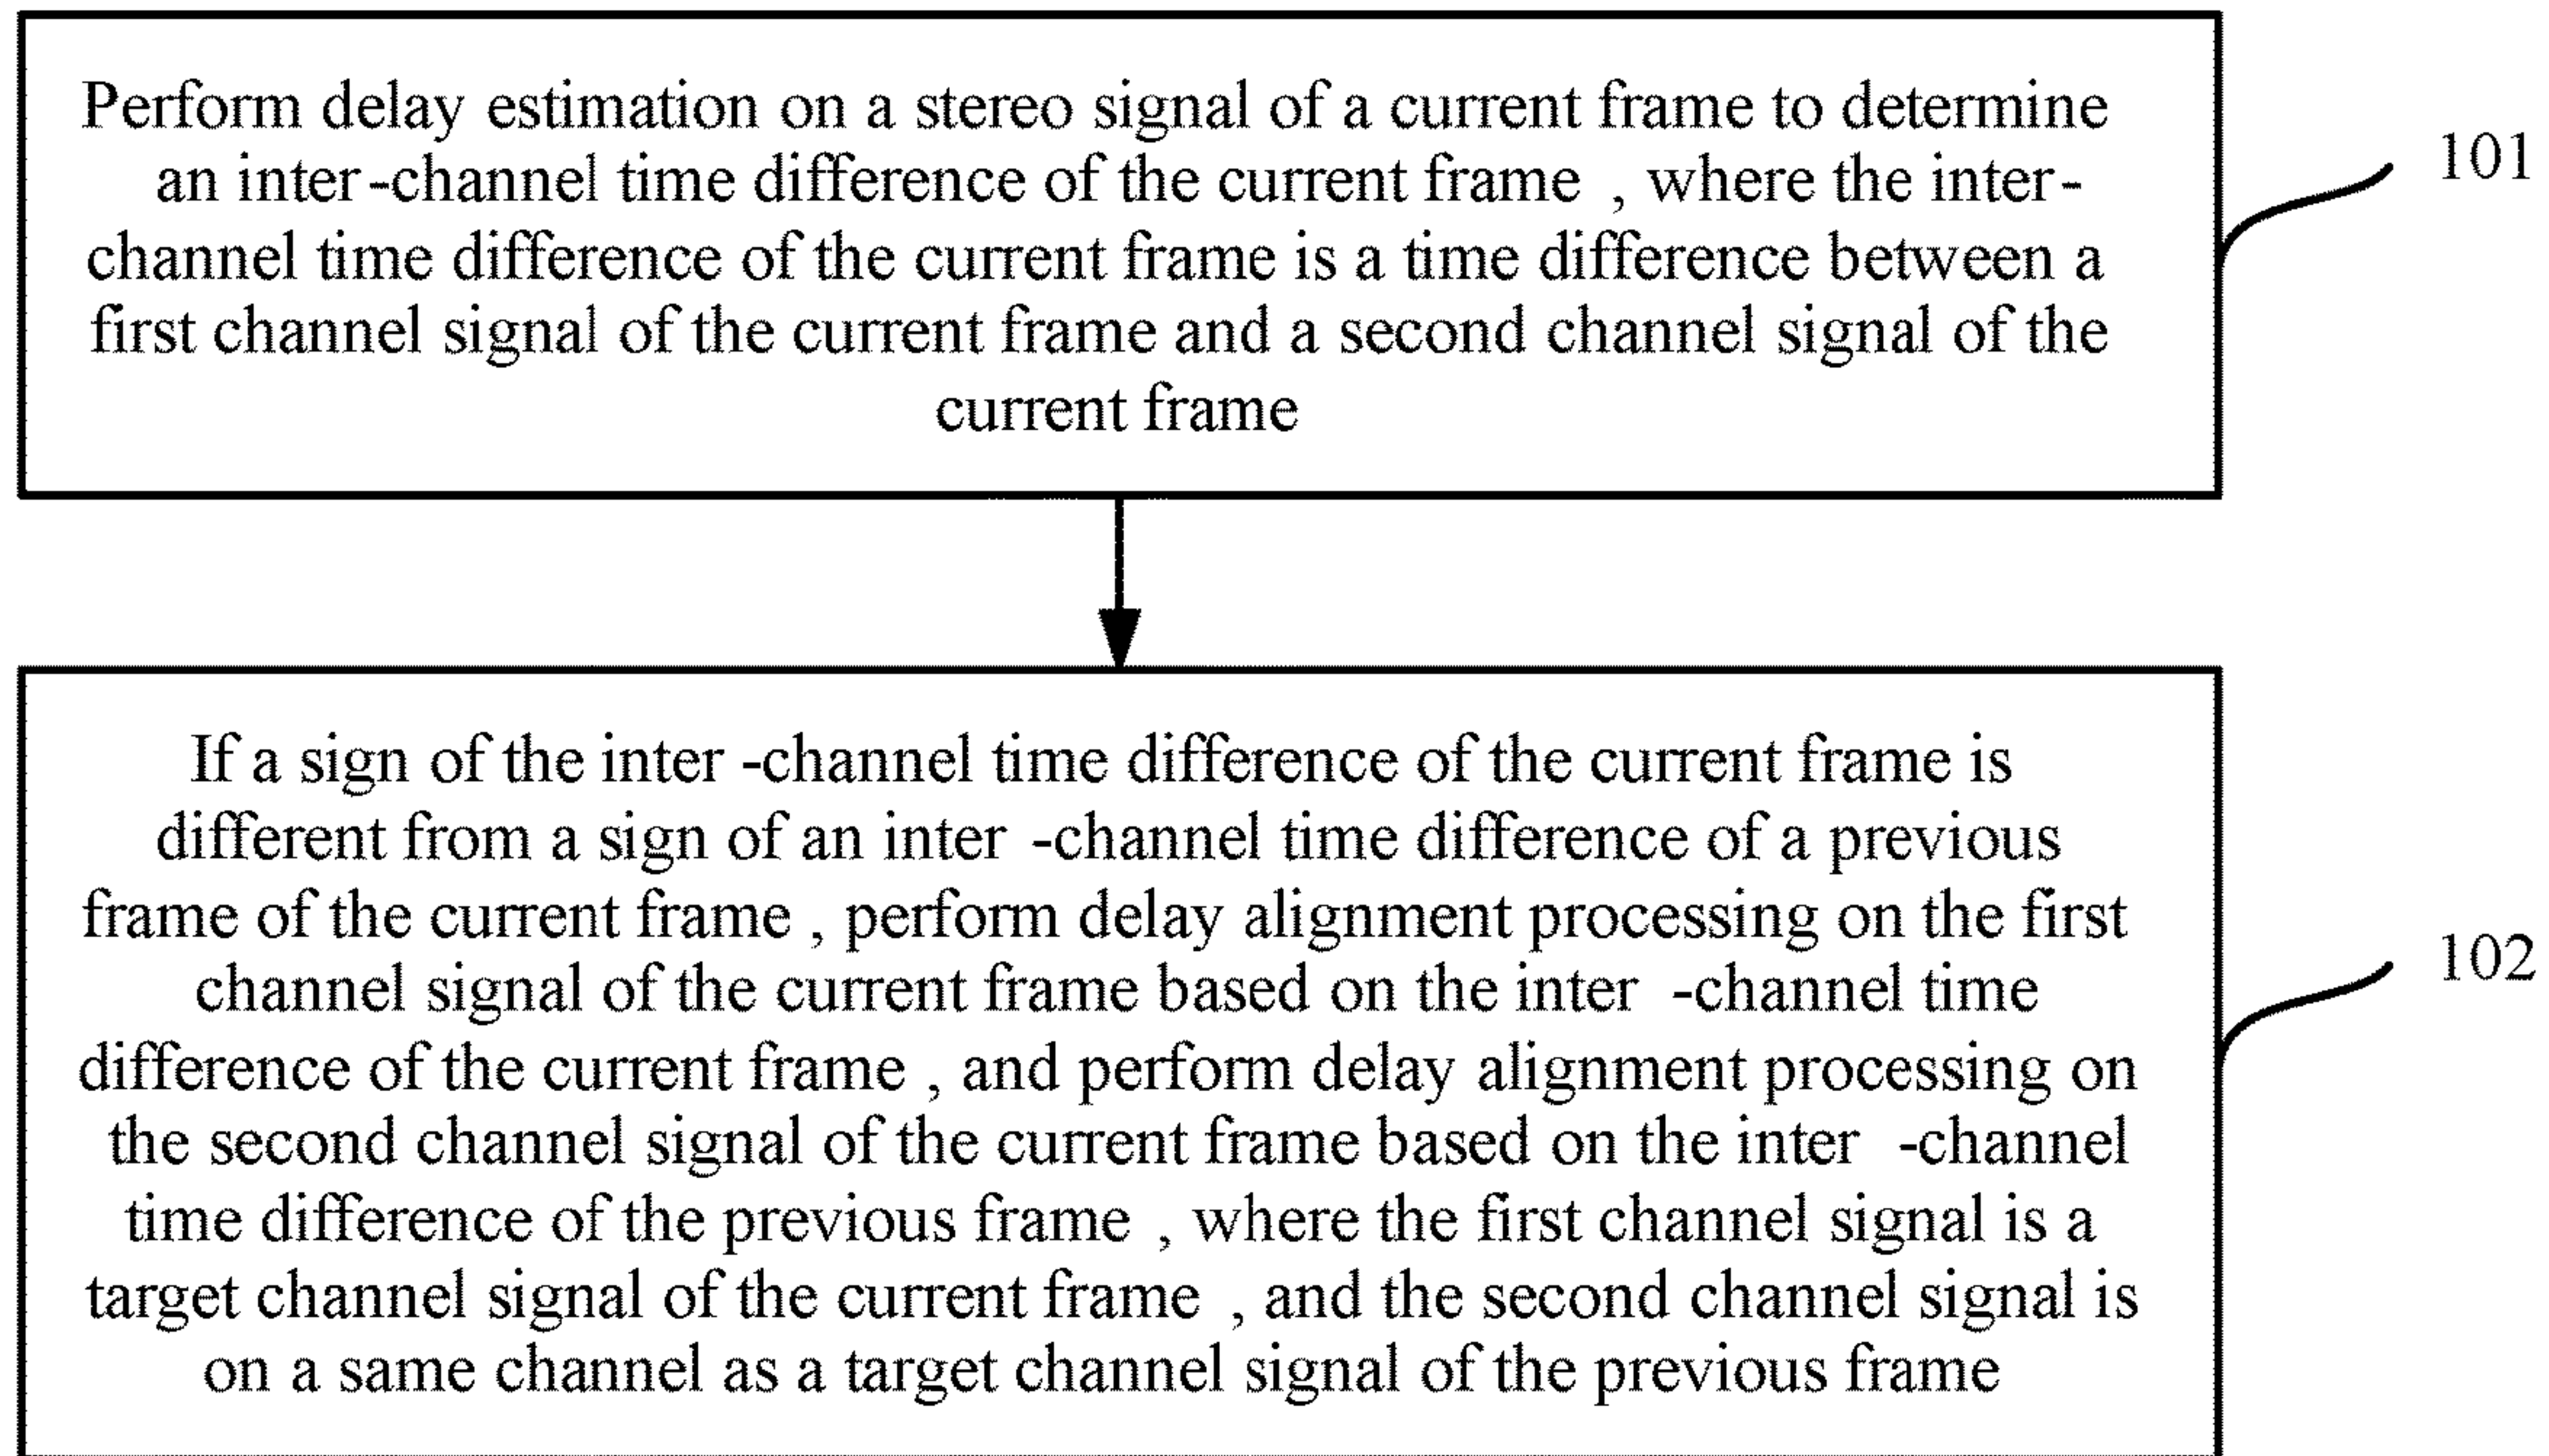 Perform delay estimation on a stereo signal of a current frame to determine
an inter-channel time difference of the current frame , where the inter-
channel time difference of the current frame is a time difference between a
first channel signal of the current frame and a second channel signal of the
current frame
101
If a sign of the inter -channel time difference of the current frame is
different from a sign of an inter -channel time difference of a previous
frame of the current frame , perform delay alignment processing on the first
channel signal of the current frame based on the inter -channel time
difference of the current frame , and perform delay alignment processing on
the second channel signal of the current frame based on the inter -channel
time difference of the previous frame , where the first channel signal is a
target channel signal of the current frame , and the second channel signal is
on a same channel as a target channel signal of the previous frame
102